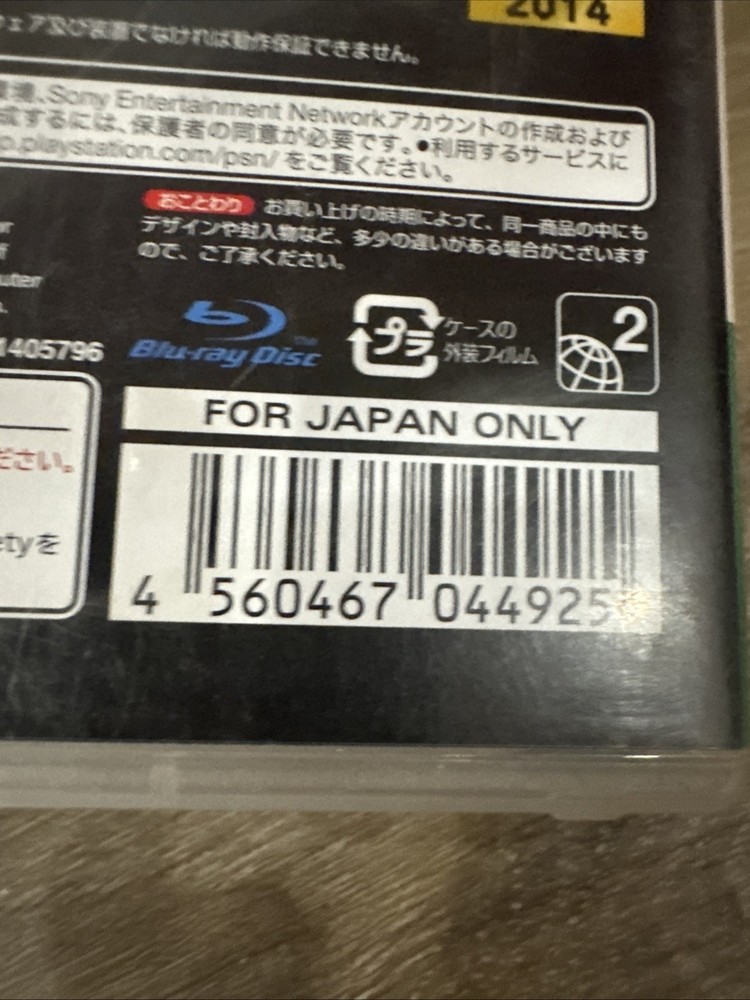 2014
ウェア及び装置でなければ動作保証できません。
環境、Sony Entertainment Networkアカウントの作成および
成するには、保護者の同意が必要です。●利用するサービスに
p.playstation.com/psn/ をご覧ください。
おことわり お買い上げの時期によって、同一商品の中にも
デザインや封入物など、多少の違いがある場合がございます
ので、ご了承ください。
uter
1405796
Blu-ray Disc™
プラ
ケースの
外装フィルム
2
FOR JAPAN ONLY
ださい。
etyを
4 560467 044925